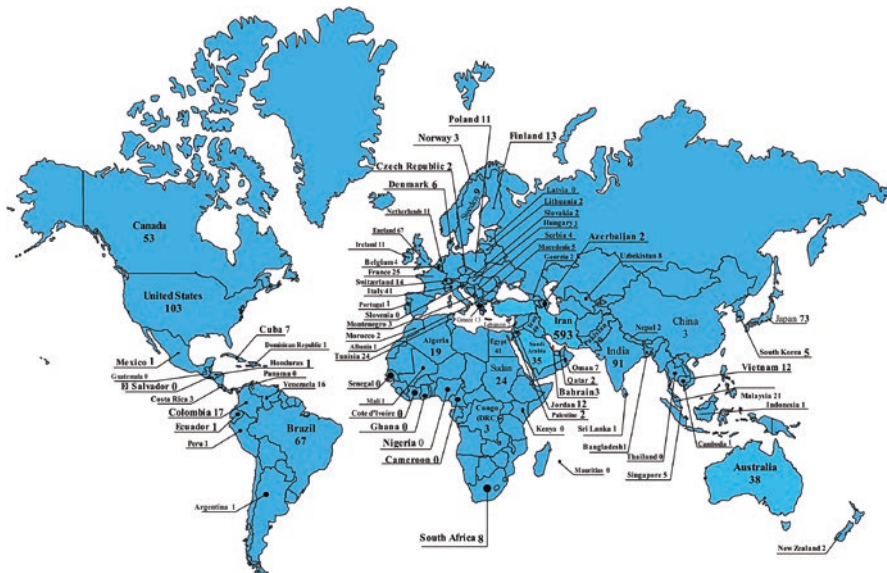 Poland 11
Norway 3
Finland 13
Czech Republic 2
Denmark 6
Sweden 9
Netherlands 11
Latvia 0
Lithuania 2
Slovakia 2
Hungary 3
Serbia 4
Macedonia 5
Georgia 2
Azerbaijan 2
Uzbekistan 8
England 67
Ireland 11
Belgium 4
France 25
Switzerland 14
Italy 41
Portugal 1
Slovenia 0
Montenegro 3
Morocco 2
Albania 1
Tunisia 24
Greece 13
Lebanon
Canada
53
United States
103
Cuba 7
Dominican Republic 1
Mexico 1
Honduras 1
Guatemala 0
Panama 0
El Salvador 0
Venezuela 16
Costa Rica 3
Colombia 17
Ecuador 1
Peru 1
Brazil
67
Argentina 1
Algeria
19
Egypt
41
Sudan
24
Senegal 0
Mali 1
Cote d'Ivoire 0
Ghana 0
Nigeria 0
Cameroon 0
Congo
(DRC)
3
Kenya 0
Mauritius 0
South Africa 8
Iraq
Saudi
Arabia
35
Iran
593
Oman 7
Qatar 2
Bahrain3
Jordan 12
Palestine 2
Pakistan
Nepal 2
India
91
China
3
Japan 73
South Korea 5
Vietnam 12
Malaysia 21
Indonesia 1
Sri Lanka 1
Bangladesh1
Thailand 0
Cambodia 1
Singapore 5
Australia
38
New Zealand 2